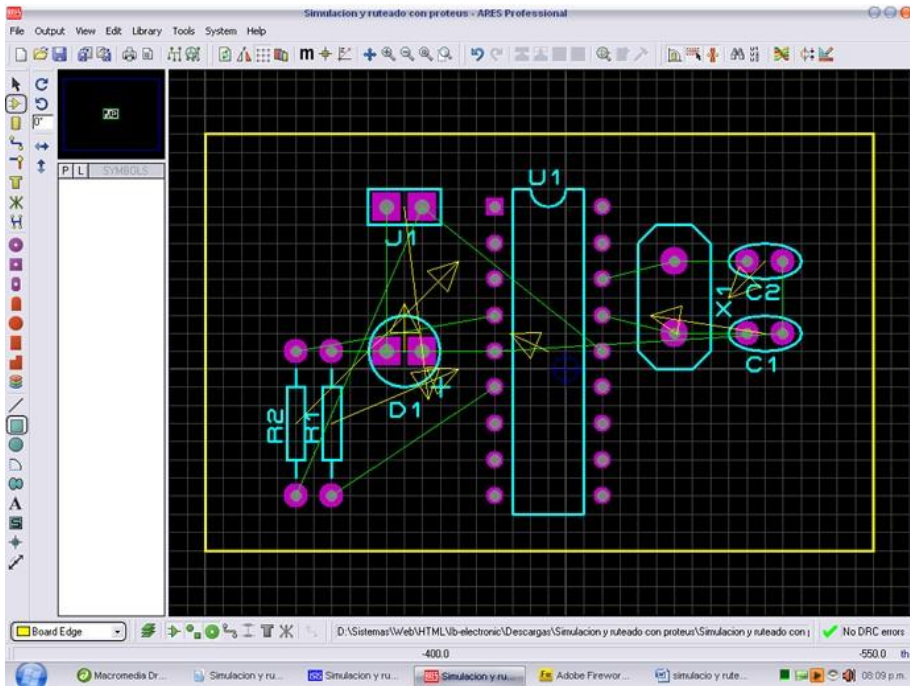 Simulacion y ruteado con proteus - ARES Professional
File Output View Edit Library Tools System Help
0°
P L SYMBOLS
U1
J1
X1
C2
C1
D1
R2
R1
Board Edge
D:\Sistemas\Web\HTML\lb-electronic\Descargas\Simulacion y ruteado con proteus\Simulacion y ruteado con
No DRC errors
-400.0 -550.0 th
Macromedia Dr... Simulacion y ru... Simulacion y ru... Simulacion y ru... Adobe Firewor... simulacio y rute... 08:09 p.m.